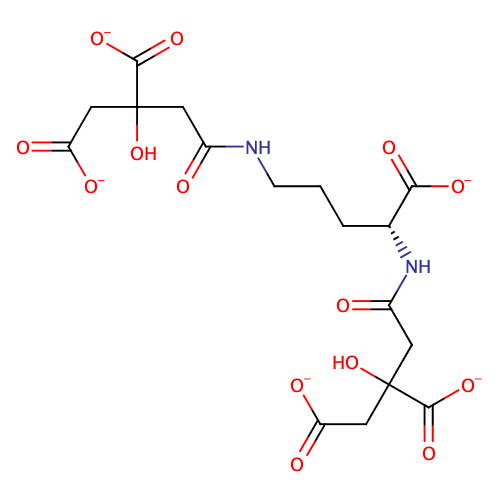 O⁻ O
O OH NH O O⁻
O⁻ O
NH
O
HO
O⁻ O⁻
O O